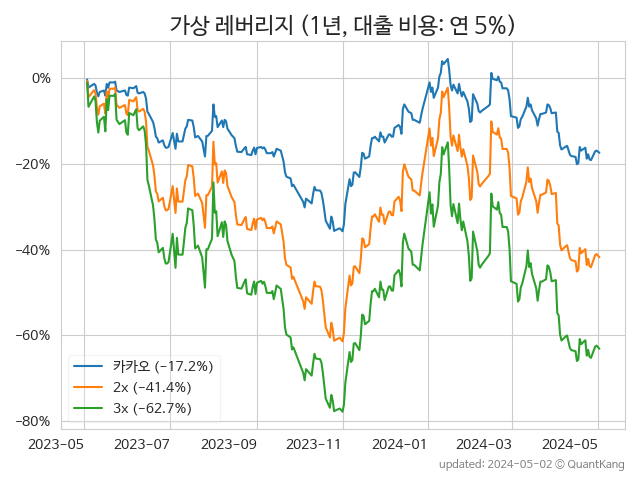 가상 레버리지 (1년, 대출 비용: 연 5%)
0%
−20%
−40%
−60%
−80%
카카오 (−17.2%)
2x (−41.4%)
3x (−62.7%)
2023-05 2023-07 2023-09 2023-11 2024-01 2024-03 2024-05
updated: 2024-05-02 © QuantKang